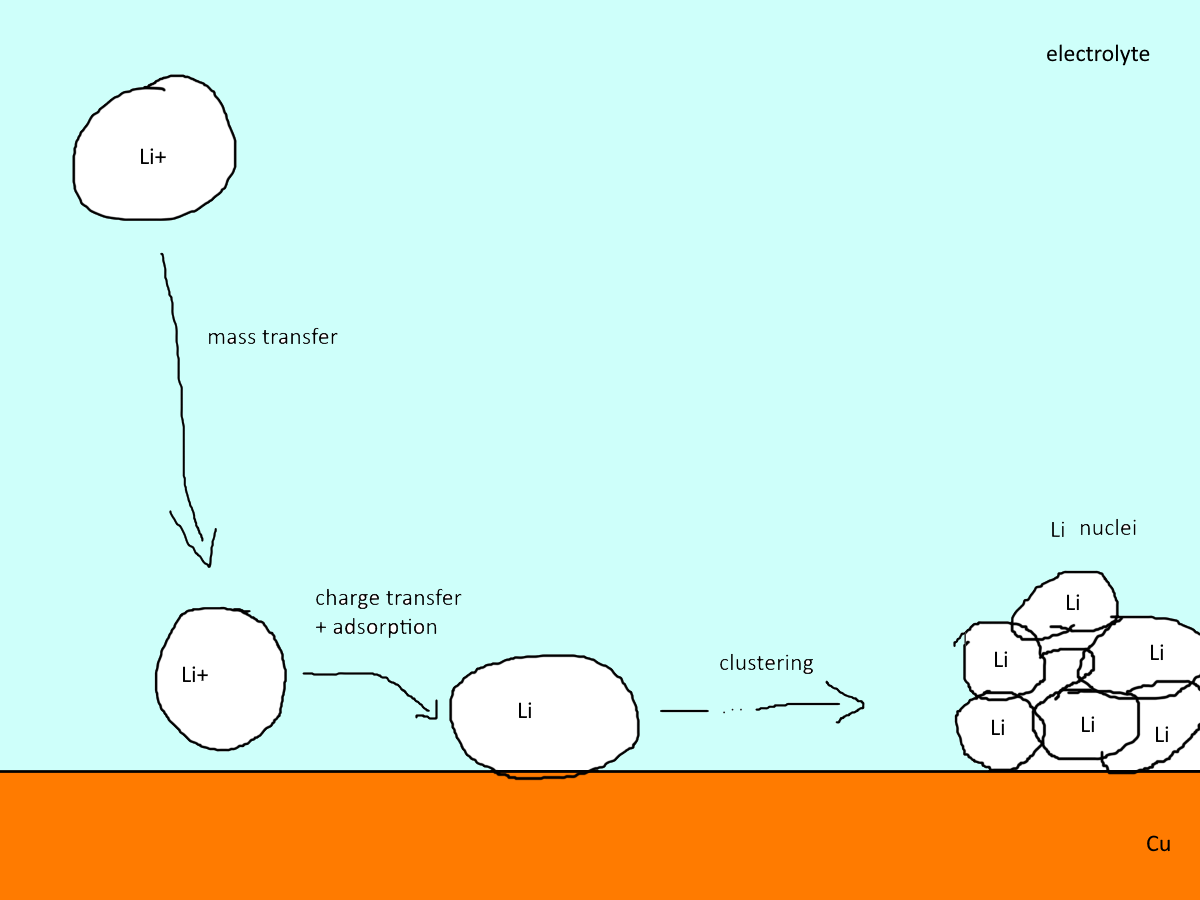 electrolyte
Li+
mass transfer
Li nuclei
charge transfer
+ adsorption
Li
Li
Li
clustering
Li+
Li
Li
Li
Li
Cu